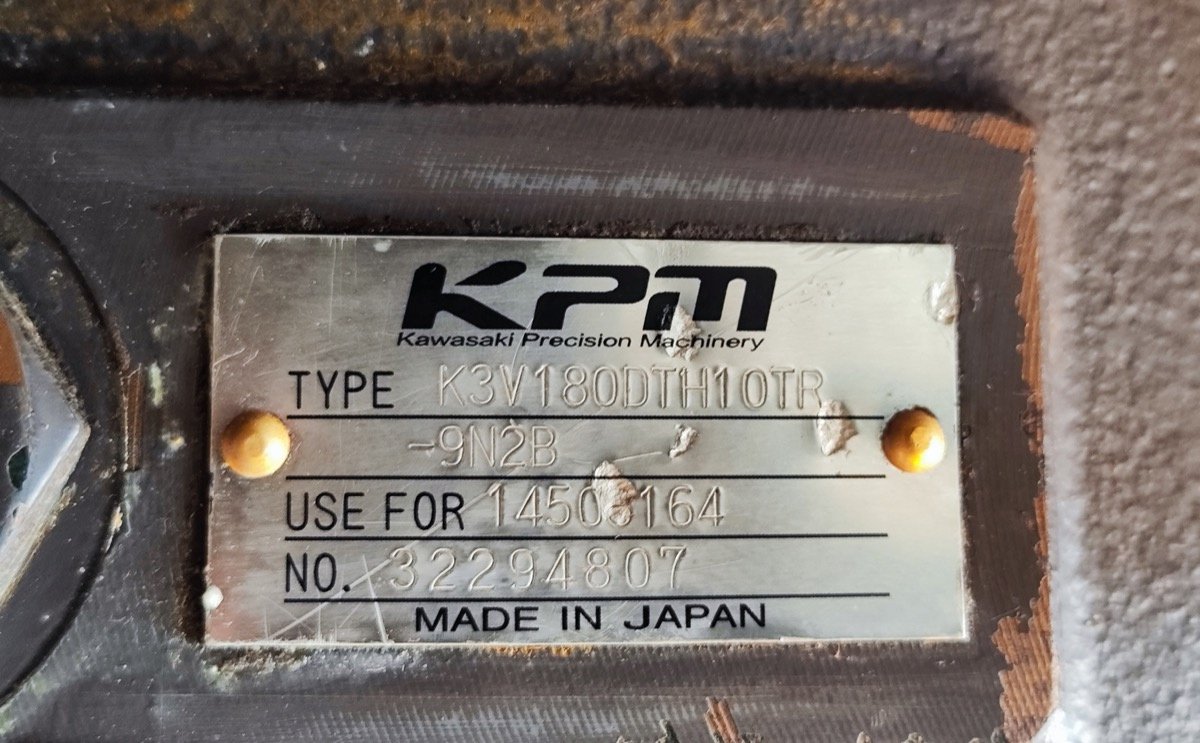 KPM
Kawasaki Precision Machinery
TYPE K3V180DTH10TR
-9N2B
USE FOR
NO. 32294807
MADE IN JAPAN